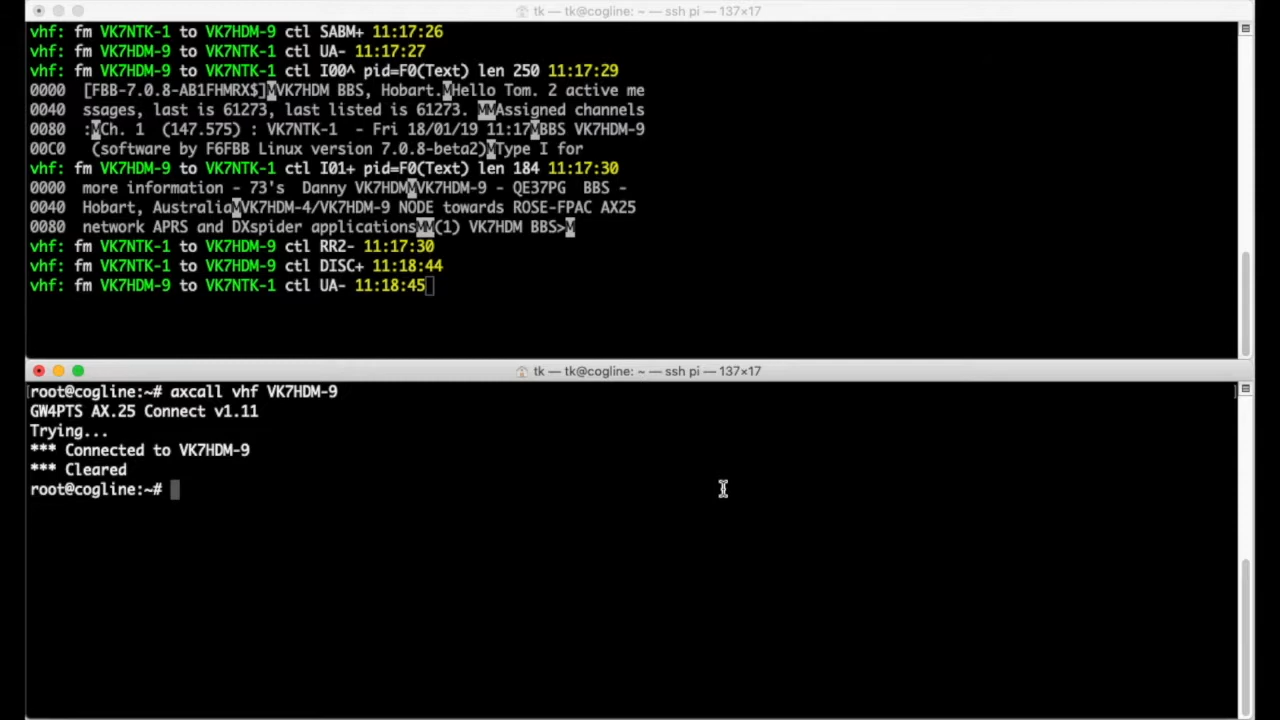 tk — tk@cogline: ~ — ssh pi — 137×17
vhf: fm VK7NTK-1 to VK7HDM-9 ctl SABM+ 11:17:26
vhf: fm VK7HDM-9 to VK7NTK-1 ctl UA- 11:17:27
vhf: fm VK7HDM-9 to VK7NTK-1 ctl I00^ pid=F0(Text) len 250 11:17:29
0000  [FBB-7.0.8-AB1FHMRX$]MVK7HDM BBS, Hobart.MHello Tom. 2 active me
0040  ssages, last is 61273, last listed is 61273. MMAssigned channels
0080  :MCh. 1  (147.575) : VK7NTK-1  - Fri 18/01/19 11:17MBBS VK7HDM-9
00C0   (software by F6FBB Linux version 7.0.8-beta2)MType I for
vhf: fm VK7HDM-9 to VK7NTK-1 ctl I01+ pid=F0(Text) len 184 11:17:30
0000  more information - 73's  Danny VK7HDMMVK7HDM-9 - QE37PG  BBS -
0040  Hobart, AustraliaMVK7HDM-4/VK7HDM-9 NODE towards ROSE-FPAC AX25
0080  network APRS and DXspider applicationsMM(1) VK7HDM BBS>M
vhf: fm VK7NTK-1 to VK7HDM-9 ctl RR2- 11:17:30
vhf: fm VK7NTK-1 to VK7HDM-9 ctl DISC+ 11:18:44
vhf: fm VK7HDM-9 to VK7NTK-1 ctl UA- 11:18:45
tk — tk@cogline: ~ — ssh pi — 137×17
[root@cogline:~# axcall vhf VK7HDM-9 ]
GW4PTS AX.25 Connect v1.11
Trying...
*** Connected to VK7HDM-9
*** Cleared
root@cogline:~#